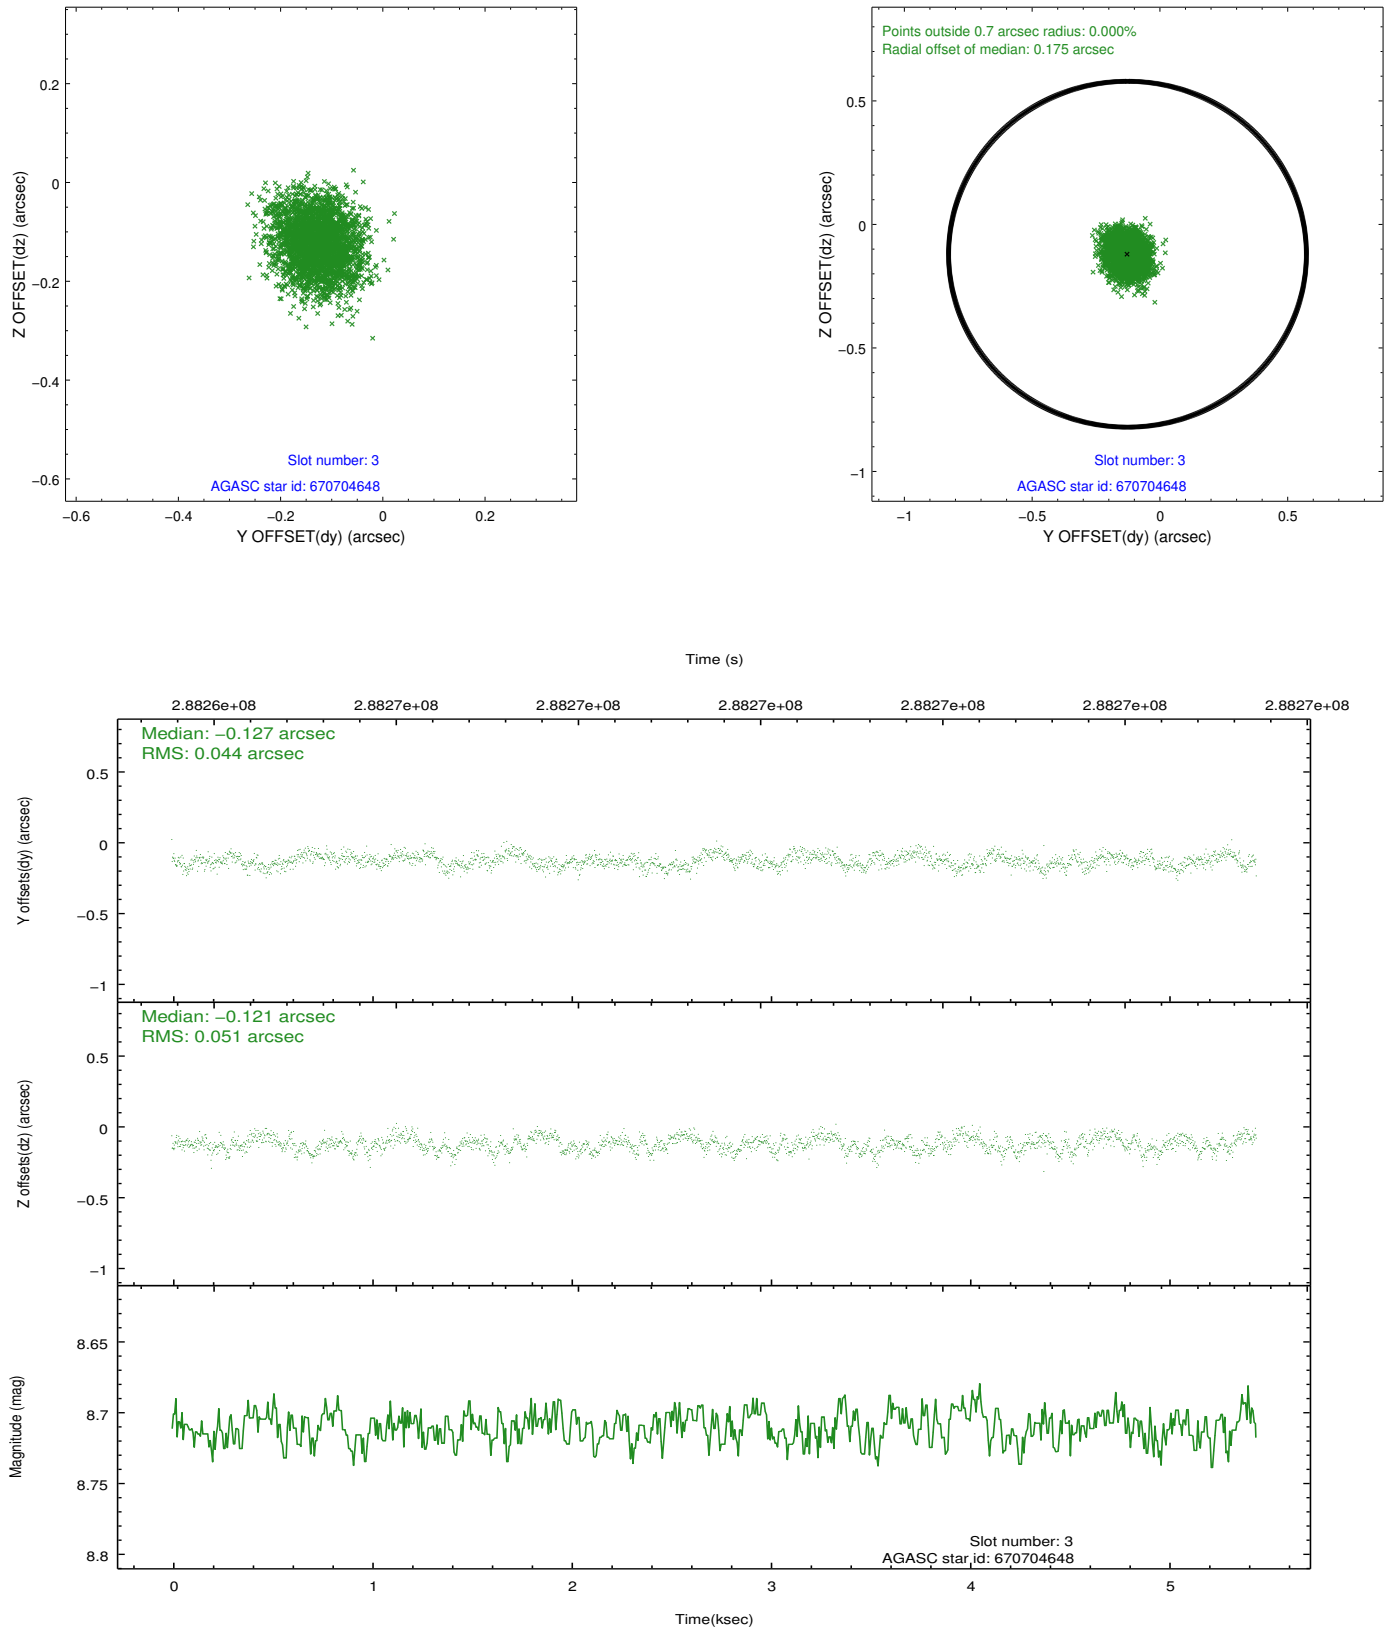 0.2
0
−0.2
−0.4
−0.6
−0.6
−0.4
−0.2
0
0.2
Z OFFSET(dz) (arcsec)
Y OFFSET(dy) (arcsec)
Slot number: 3
AGASC star id: 670704648
Points outside 0.7 arcsec radius: 0.000%
Radial offset of median: 0.175 arcsec
0.5
0
−0.5
−1
−1
−0.5
0
0.5
Z OFFSET(dz) (arcsec)
Y OFFSET(dy) (arcsec)
Slot number: 3
AGASC star id: 670704648
Time (s)
2.8826e+08 2.8827e+08 2.8827e+08 2.8827e+08 2.8827e+08 2.8827e+08 2.8827e+08
Median: −0.127 arcsec
RMS: 0.044 arcsec
0.5
0
−0.5
−1
Y offsets(dy) (arcsec)
Median: −0.121 arcsec
RMS: 0.051 arcsec
0.5
0
−0.5
−1
Z offsets(dz) (arcsec)
8.65
8.7
8.75
8.8
Magnitude (mag)
Slot number: 3
AGASC star id: 670704648
0 1 2 3 4 5
Time(ksec)